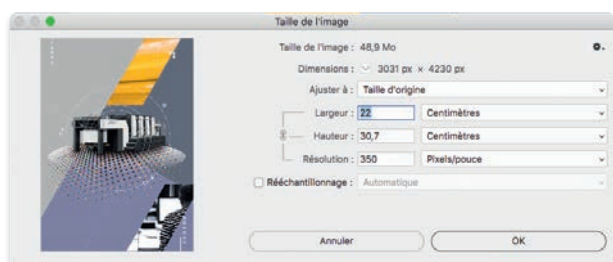 Taille de l'image
Taille de l'image : 48,9 Mo
Dimensions : 3031 px × 4230 px
Ajuster à : Taille d'origine
Largeur : 22 Centimètres
Hauteur : 30,7 Centimètres
Résolution : 350 Pixels/pouce
Rééchantillonnage : Automatique
Annuler OK